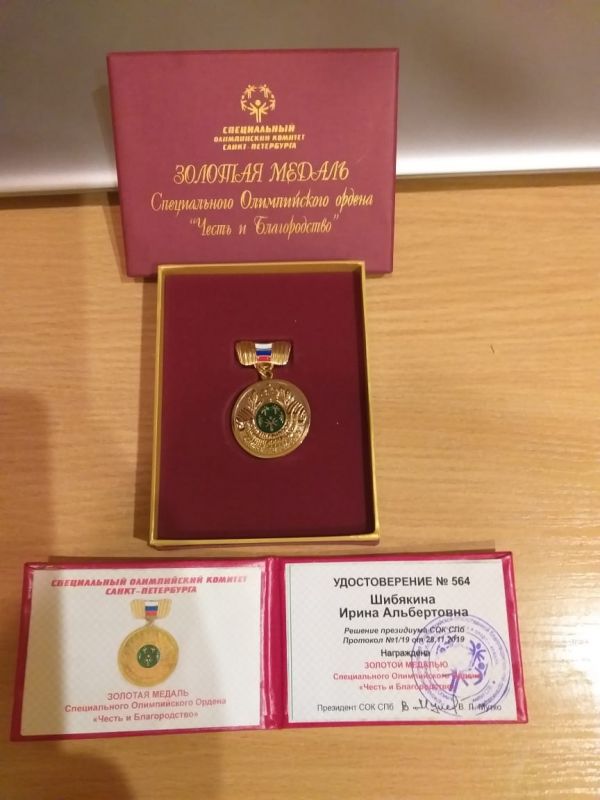 СПЕЦИАЛЬНЫЙ
ОЛИМПИЙСКИЙ КОМИТЕТ
САНКТ-ПЕТЕРБУРГА
ЗОЛОТАЯ МЕДАЛЬ
Специального Олимпийского ордена
"Честь и Благородство"
СПЕЦИАЛЬНЫЙ ОЛИМПИЙСКИЙ КОМИТЕТ
САНКТ-ПЕТЕРБУРГА
ЗОЛОТАЯ МЕДАЛЬ
Специального Олимпийского Ордена
«Честь и Благородство»
УДОСТОВЕРЕНИЕ № 564
Шибякина
Ирина Альбертовна
Решение президиума СОК СПб
Протокол №1/19 от 28.11.2019
Награждена
ЗОЛОТОЙ МЕДАЛЬЮ
Специального Олимпийского Ордена
«Честь и Благородство»
Президент СОК СПб В. Л. Мутко